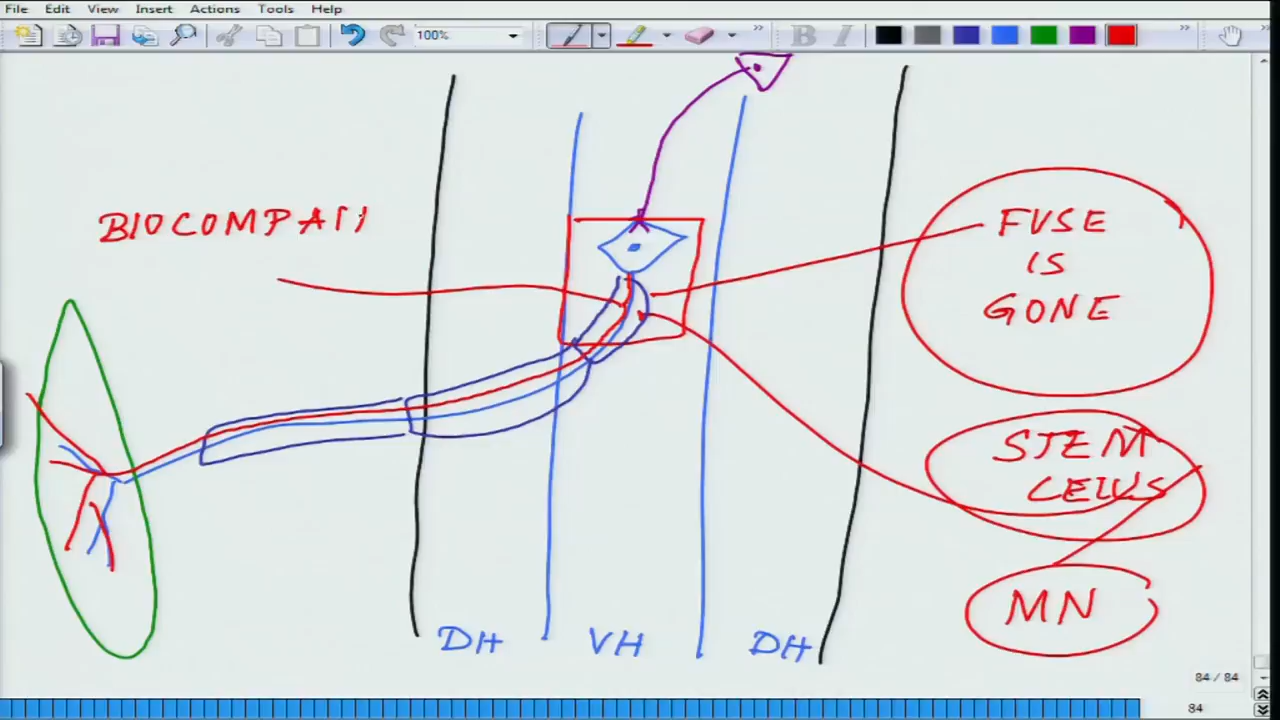 File Edit View Insert Actions Tools Help
100%
B I
BIOCOMPATI
FUSE
IS
GONE
STEM
CELLS
MN
DH VH DH
84 / 84
84